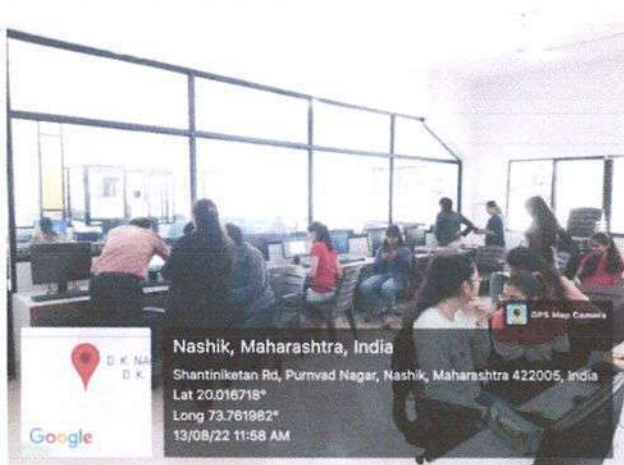 GPS Map Camera
D. K. NA
D. K.
Google
Nashik, Maharashtra, India
Shantiniketan Rd, Purnvad Nagar, Nashik, Maharashtra 422005, India
Lat 20.016718°
Long 73.761982°
13/08/22 11:58 AM